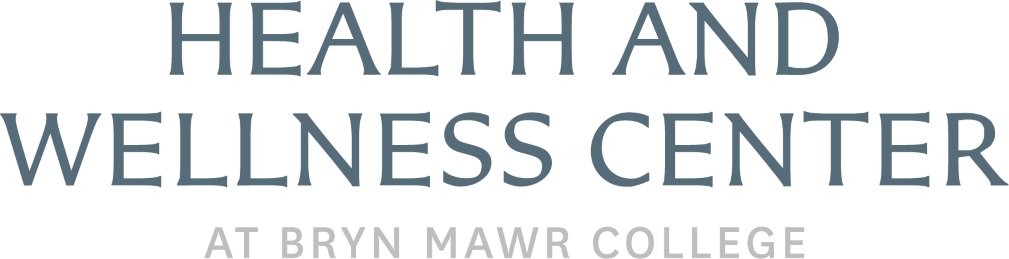 HEALTH AND
WELLNESS CENTER
AT BRYN MAWR COLLEGE